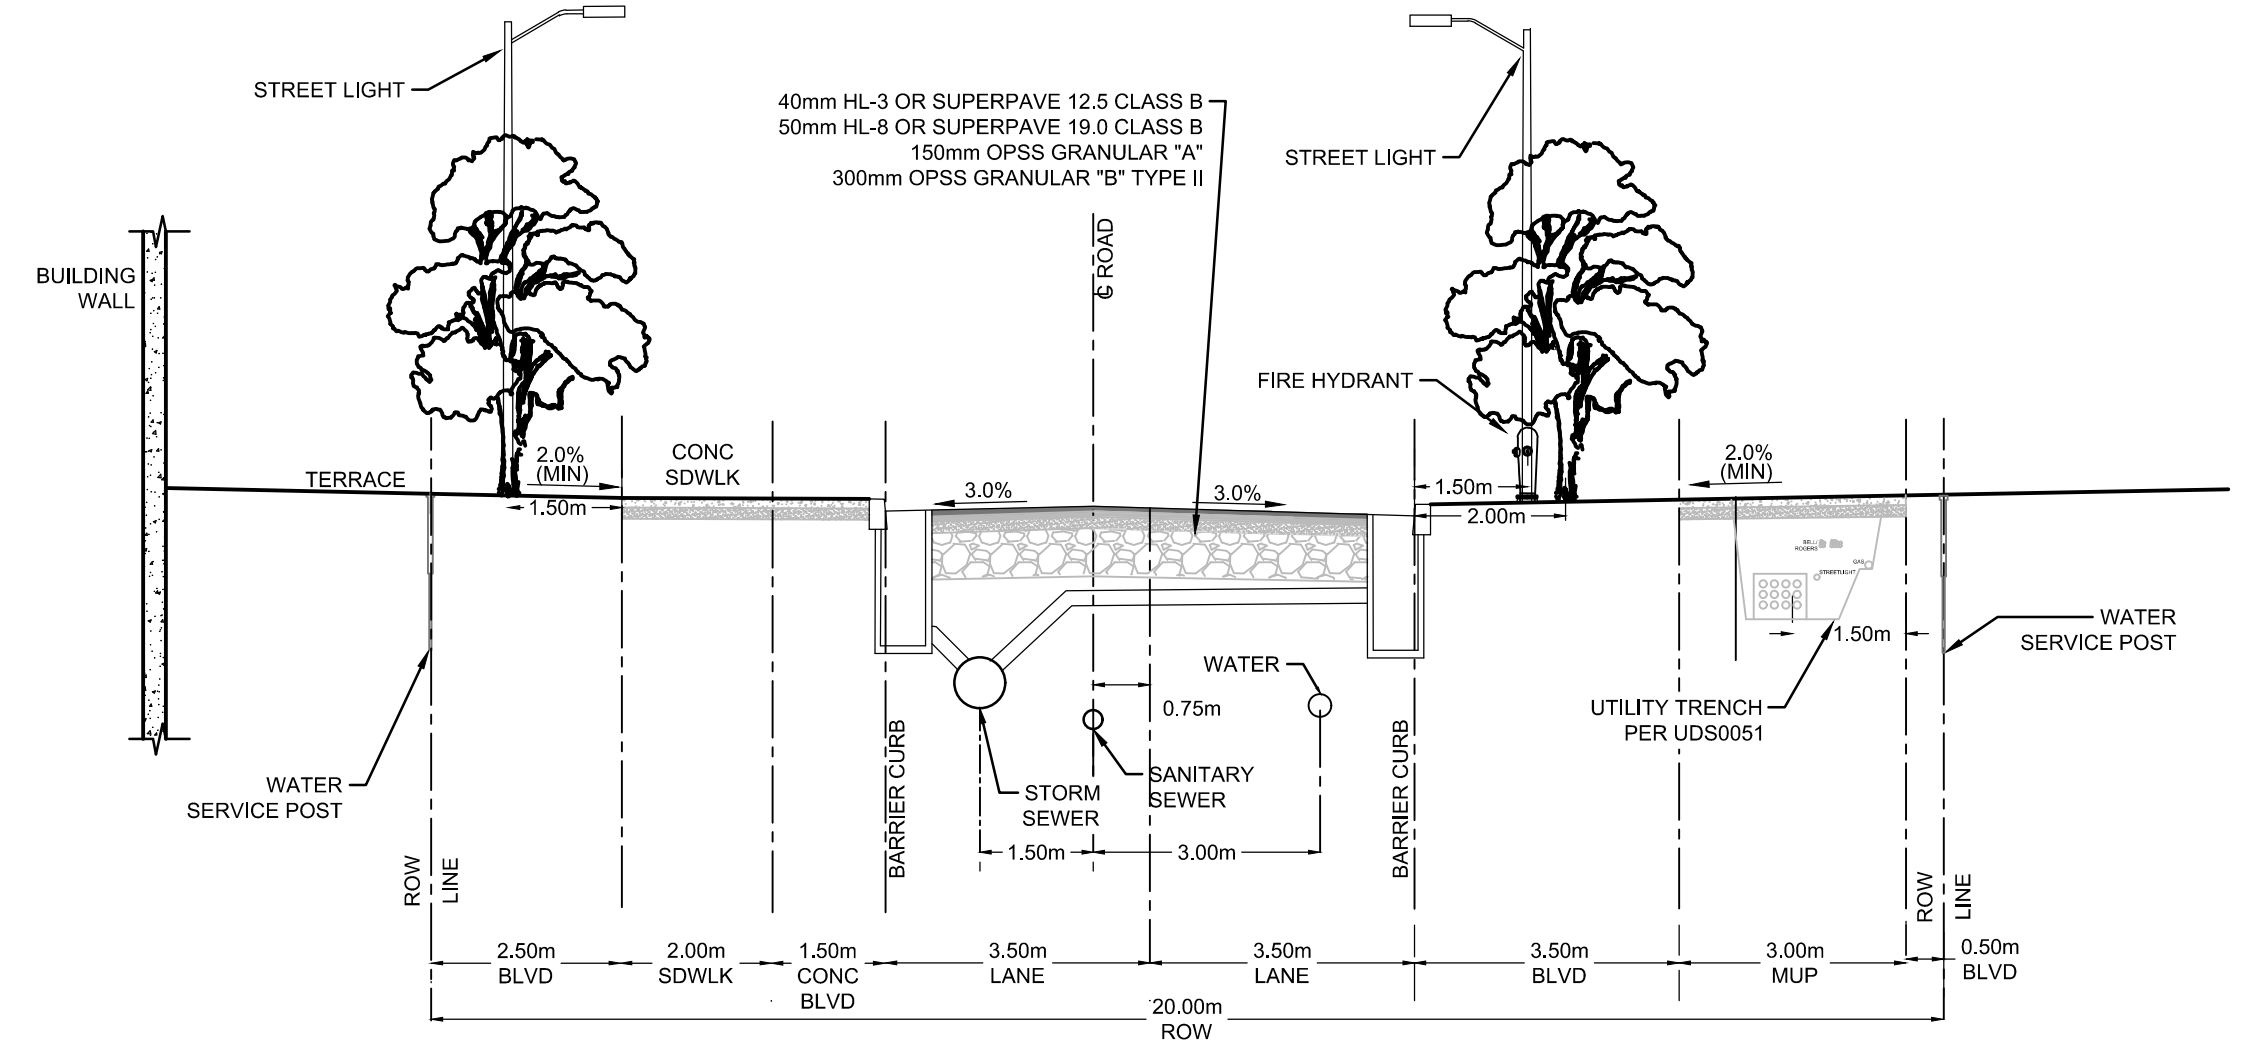 STREET LIGHT
40mm HL-3 OR SUPERPAVE 12.5 CLASS B
50mm HL-8 OR SUPERPAVE 19.0 CLASS B
150mm OPSS GRANULAR "A"
300mm OPSS GRANULAR "B" TYPE II
STREET LIGHT
℄ ROAD
BUILDING
WALL
FIRE HYDRANT
TERRACE
2.0%
(MIN)
CONC
SDWLK
1.50m
3.0%
3.0%
1.50m
2.00m
2.0%
(MIN)
BELL/
ROGERS
GAS
STREETLIGHT
1.50m
WATER
SERVICE POST
WATER
0.75m
UTILITY TRENCH
PER UDS0051
WATER
SERVICE POST
STORM
SEWER
SANITARY
SEWER
BARRIER CURB
BARRIER CURB
1.50m
3.00m
ROW
LINE
ROW
LINE
2.50m
BLVD
2.00m
SDWLK
1.50m
CONC
BLVD
3.50m
LANE
3.50m
LANE
3.50m
BLVD
3.00m
MUP
0.50m
BLVD
20.00m
ROW